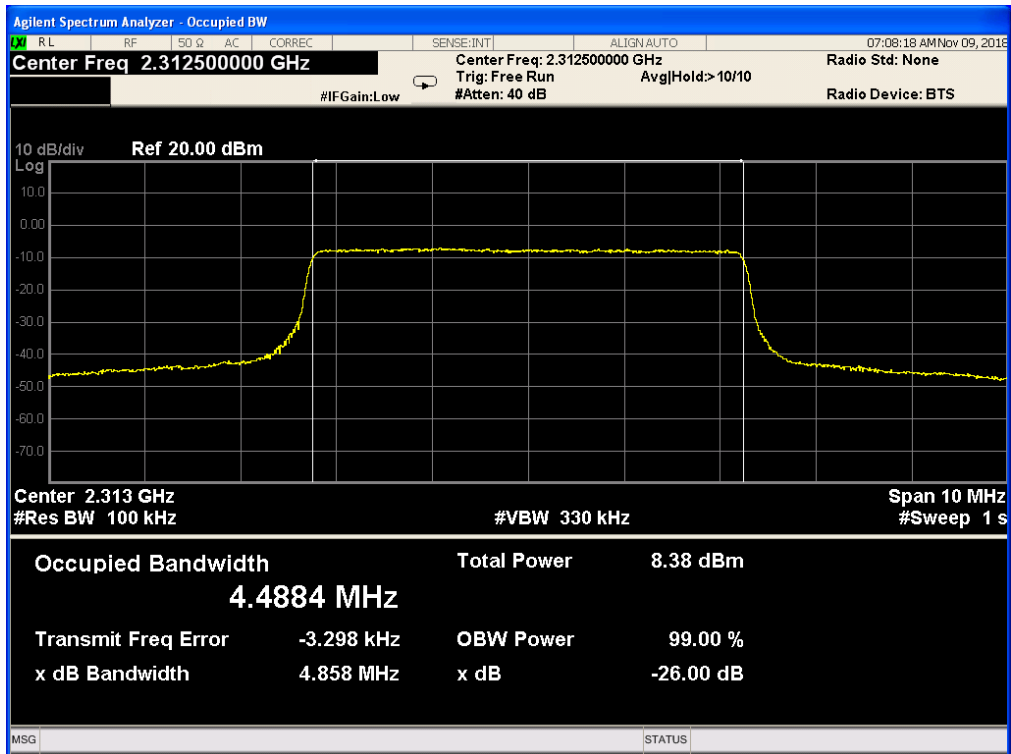 Agilent Spectrum Analyzer - Occupied BW
LXI RL RF 50 Ω AC CORREC SENSE:INT ALIGN AUTO 07:08:18 AM Nov 09, 2018
Center Freq 2.312500000 GHz Center Freq: 2.312500000 GHz Radio Std: None
Trig: Free Run Avg|Hold:> 10/10
#IFGain:Low #Atten: 40 dB Radio Device: BTS
10 dB/div Ref 20.00 dBm
Log
10.0
0.00
-10.0
-20.0
-30.0
-40.0
-50.0
-60.0
-70.0
Center 2.313 GHz Span 10 MHz
#Res BW 100 kHz #VBW 330 kHz #Sweep 1 s
Occupied Bandwidth Total Power 8.38 dBm
4.4884 MHz
Transmit Freq Error -3.298 kHz OBW Power 99.00 %
x dB Bandwidth 4.858 MHz x dB -26.00 dB
MSG STATUS